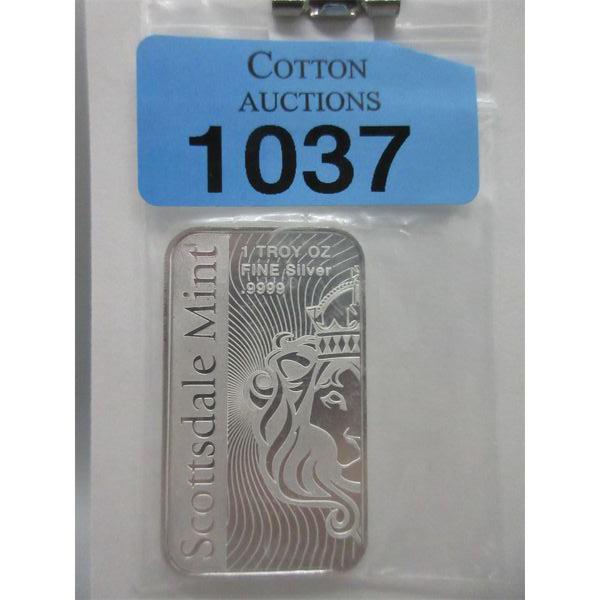 COTTON
AUCTIONS
1037
1 TROY OZ
FINE Silver
.9999
Scottsdale Mint